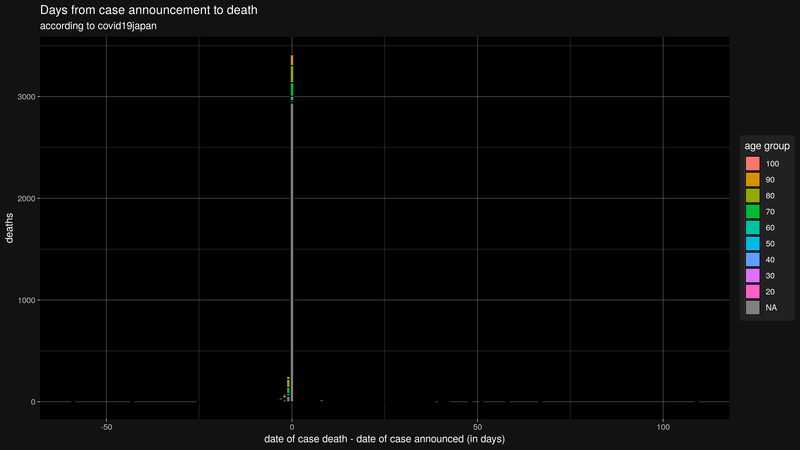 Days from case announcement to death
according to covid19japan
deaths
3000
2000
1000
0
-50
0
50
100
date of case death - date of case announced (in days)
age group
100
90
80
70
60
50
40
30
20
NA